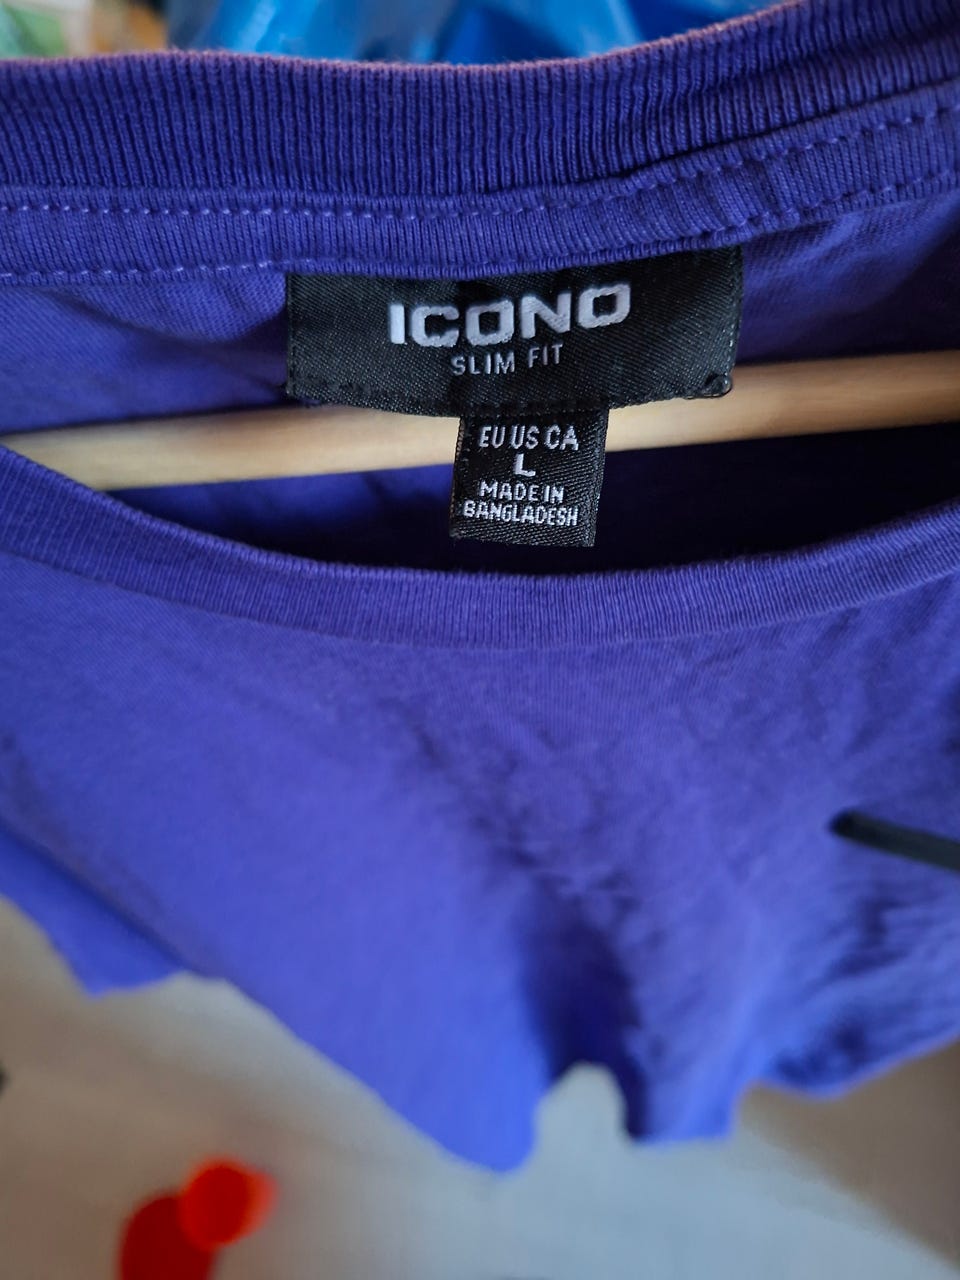 ICONO
SLIM FIT
EU US CA
L
MADE IN
BANGLADESH